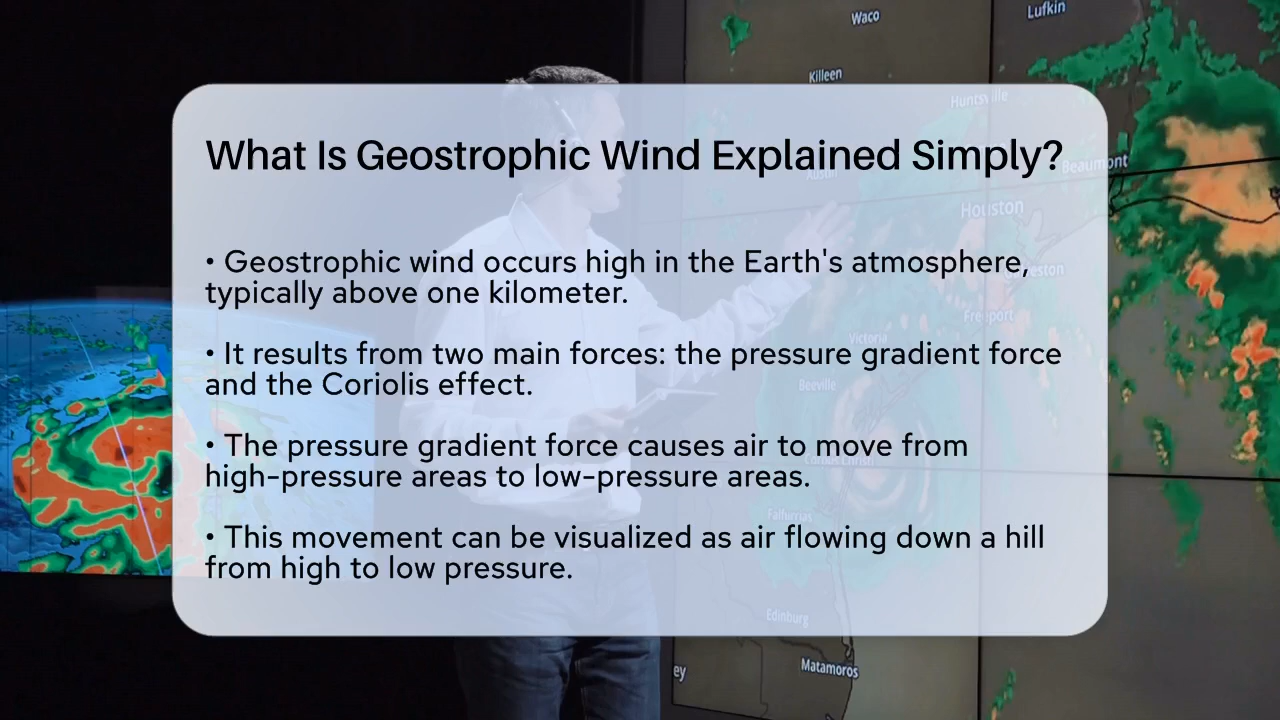 Waco
Lufkin
Killeen
Huntsville
What Is Geostrophic Wind Explained Simply?
Beaumont
Austin
Houston
• Geostrophic wind occurs high in the Earth's atmosphere,
typically above one kilometer.
Freeport
Victoria
• It results from two main forces: the pressure gradient force
and the Coriolis effect.
Beeville
• The pressure gradient force causes air to move from
high-pressure areas to low-pressure areas.
Falfurrias
• This movement can be visualized as air flowing down a hill
from high to low pressure.
Edinburg
ey
Matamoros